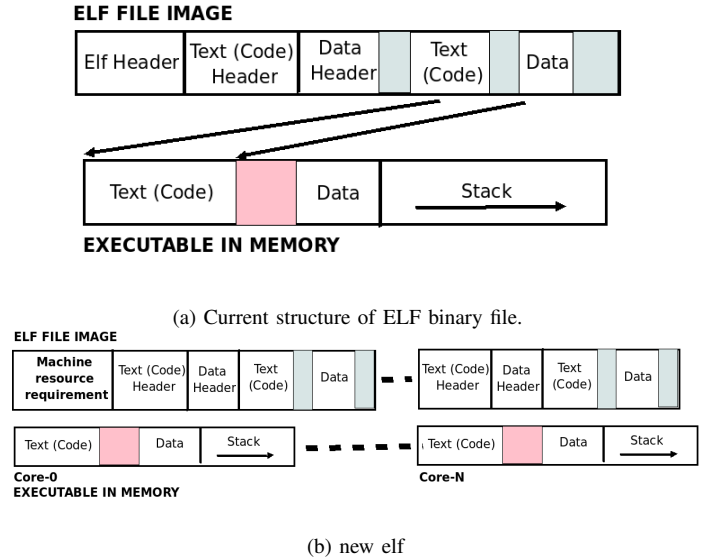 ELF FILE IMAGE
Elf Header
Text (Code)
Header
Data
Header
Text
(Code)
Data
Text (Code)
Data
Stack
EXECUTABLE IN MEMORY
(a) Current structure of ELF binary file.
ELF FILE IMAGE
Machine
resource
requirement
Text (Code)
Header
Data
Header
Text
(Code)
Data
Text (Code)
Header
Data
Header
Text
(Code)
Data
Text (Code)
Data
Stack
Text (Code)
Data
Stack
Core-0
Core-N
EXECUTABLE IN MEMORY
(b) new elf